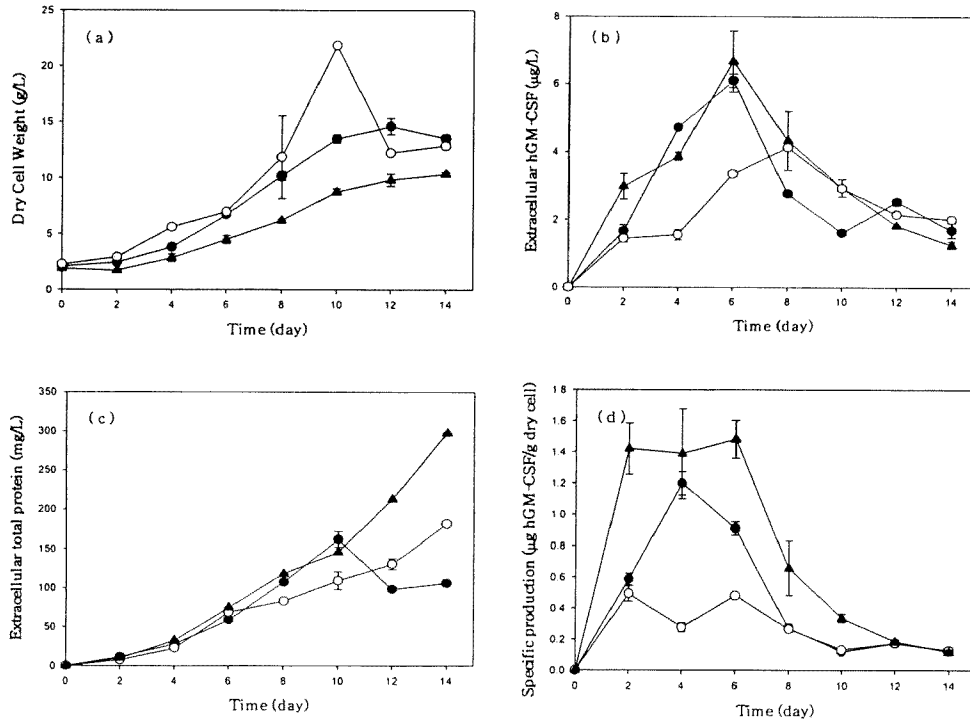 (a)
Dry Cell Weight (g/L)
25
20
15
10
5
0
0 2 4 6 8 10 12 14
Time (day)
(b)
Extracellular hGM-CSF (µg/L)
8
6
4
2
0
0 2 4 6 8 10 12 14
Time (day)
(c)
Extracellular total protein (mg/L)
350
300
250
200
150
100
50
0
0 2 4 6 8 10 12 14
Time (day)
(d)
Specific production (µg hGM-CSF/g dry cell)
1.8
1.6
1.4
1.2
1.0
0.8
0.6
0.4
0.2
0.0
0 2 4 6 8 10 12 14
Time (day)